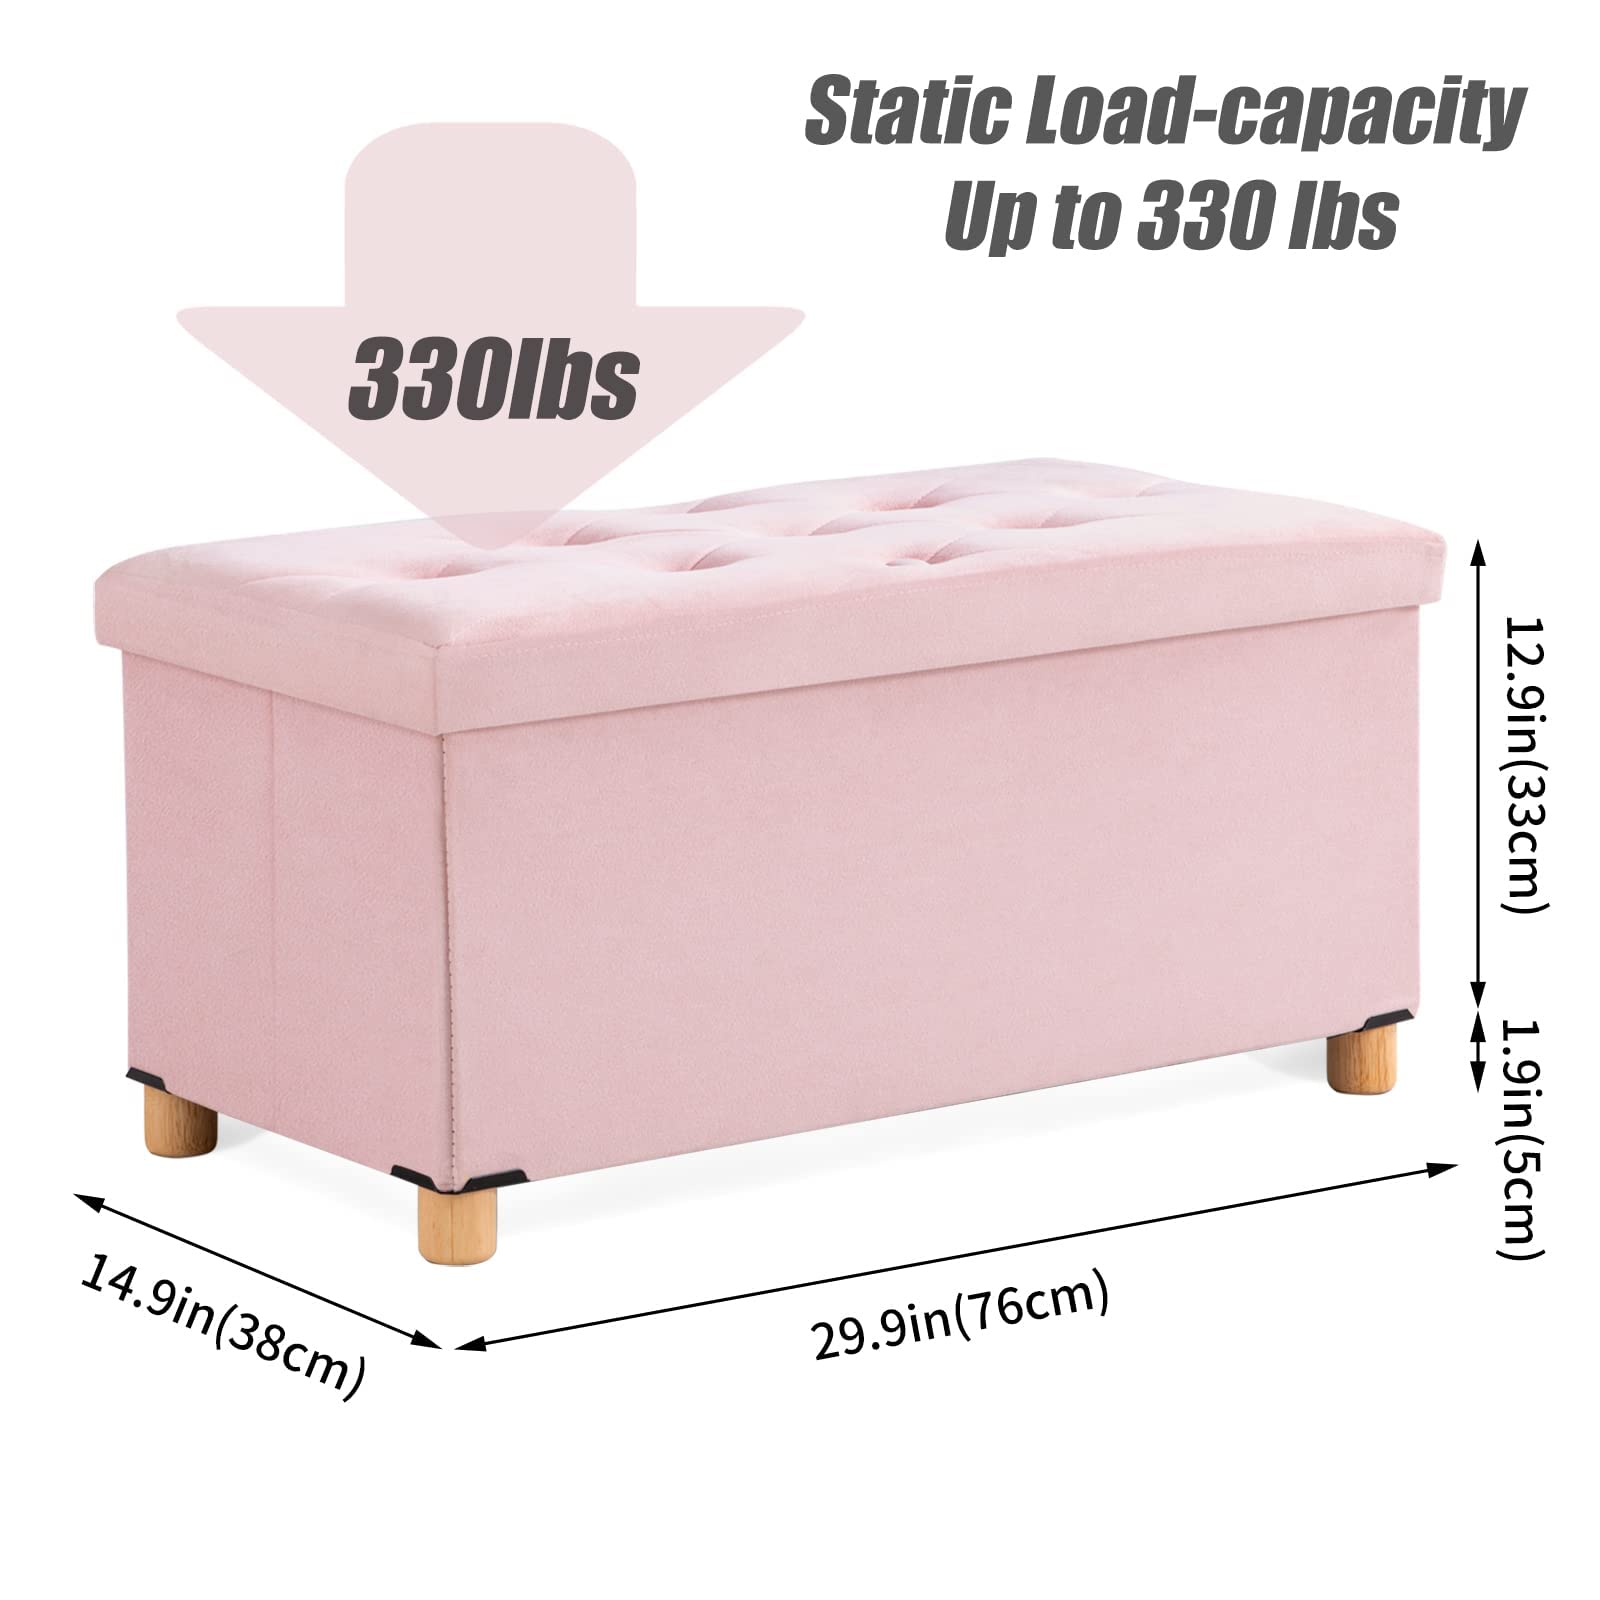 Static Load-capacity
Up to 330 lbs
330lbs
12.9in(33cm)
1.9in(5cm)
14.9in(38cm)
29.9in(76cm)